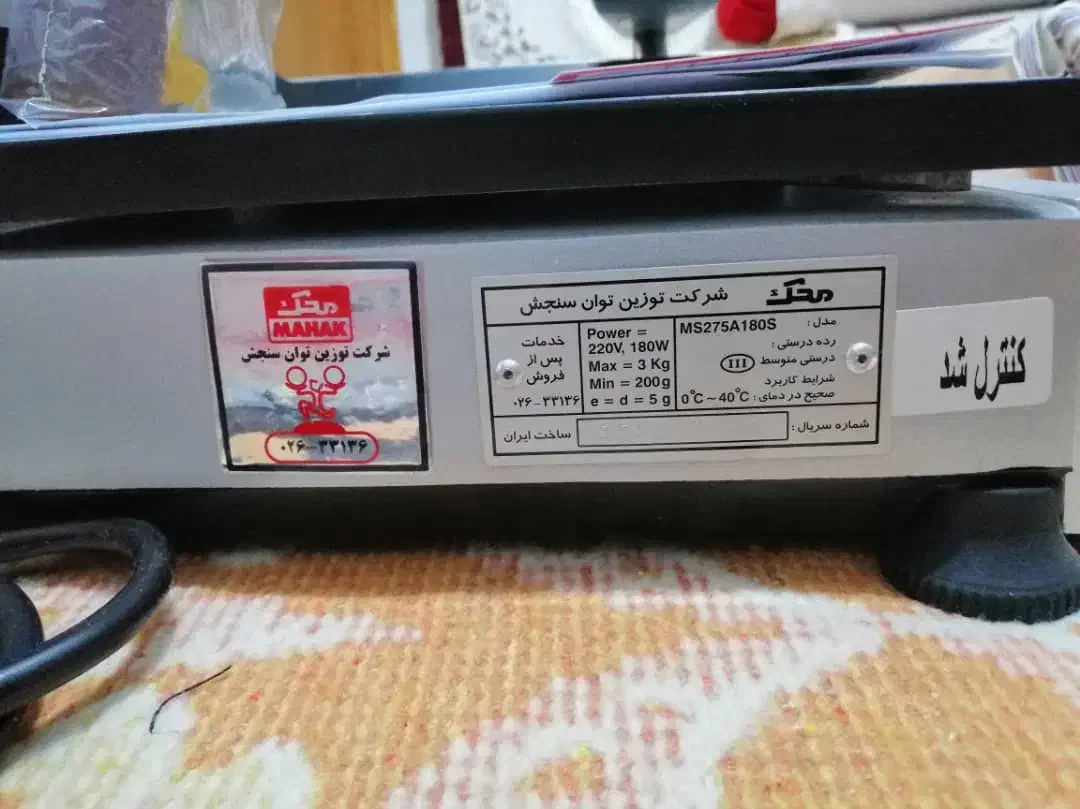 محک
MAHAK
شرکت توزین توان سنجش
۰۲۶-۳۳۱۳۶
محک شرکت توزین توان سنجش
مدل: MS275A180S
رده درستی:
درستی متوسط III
شرایط کاربرد
صحیح در دمای: 0°C ~ 40°C
Power =
220V, 180W
Max = 3 Kg
Min = 200g
e = d = 5 g
خدمات
پس از
فروش
۰۲۶-۳۳۱۳۶
شماره سریال:
ساخت ایران
کنترل شد